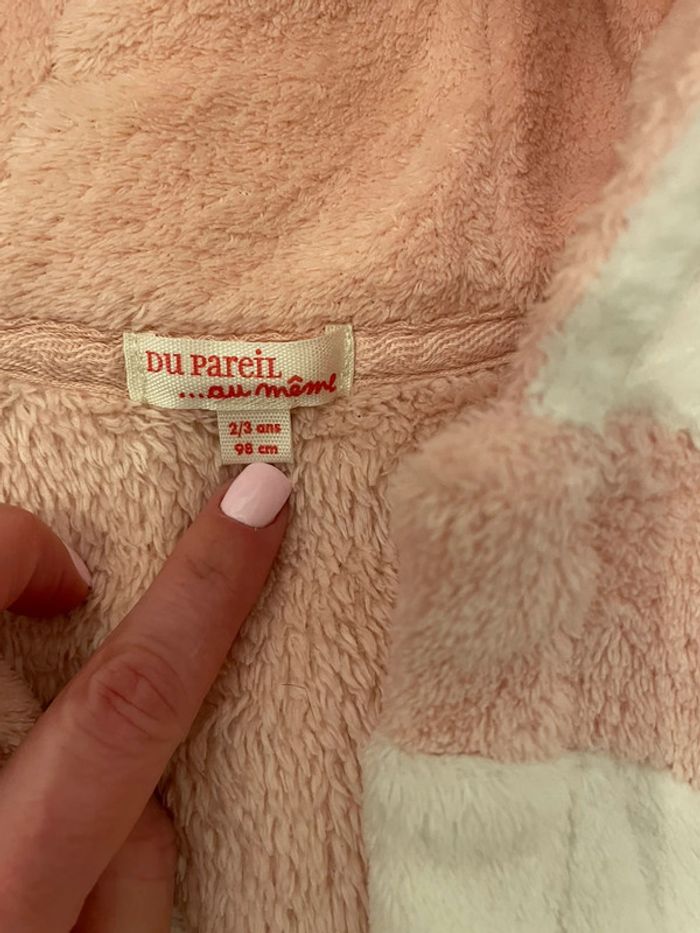 Du Pareil
...au même
2/3 ans
98 cm